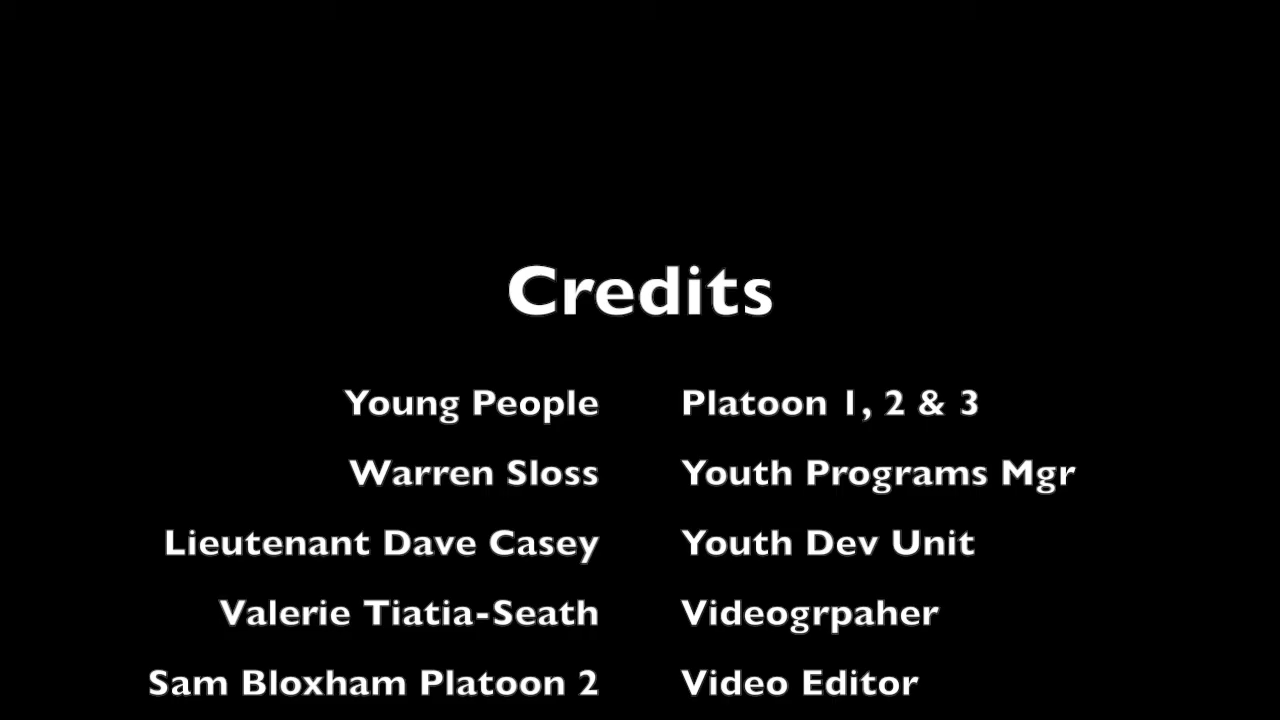 Credits
Young People Platoon 1, 2 & 3
Warren Sloss Youth Programs Mgr
Lieutenant Dave Casey Youth Dev Unit
Valerie Tiatia-Seath Videogrpaher
Sam Bloxham Platoon 2 Video Editor